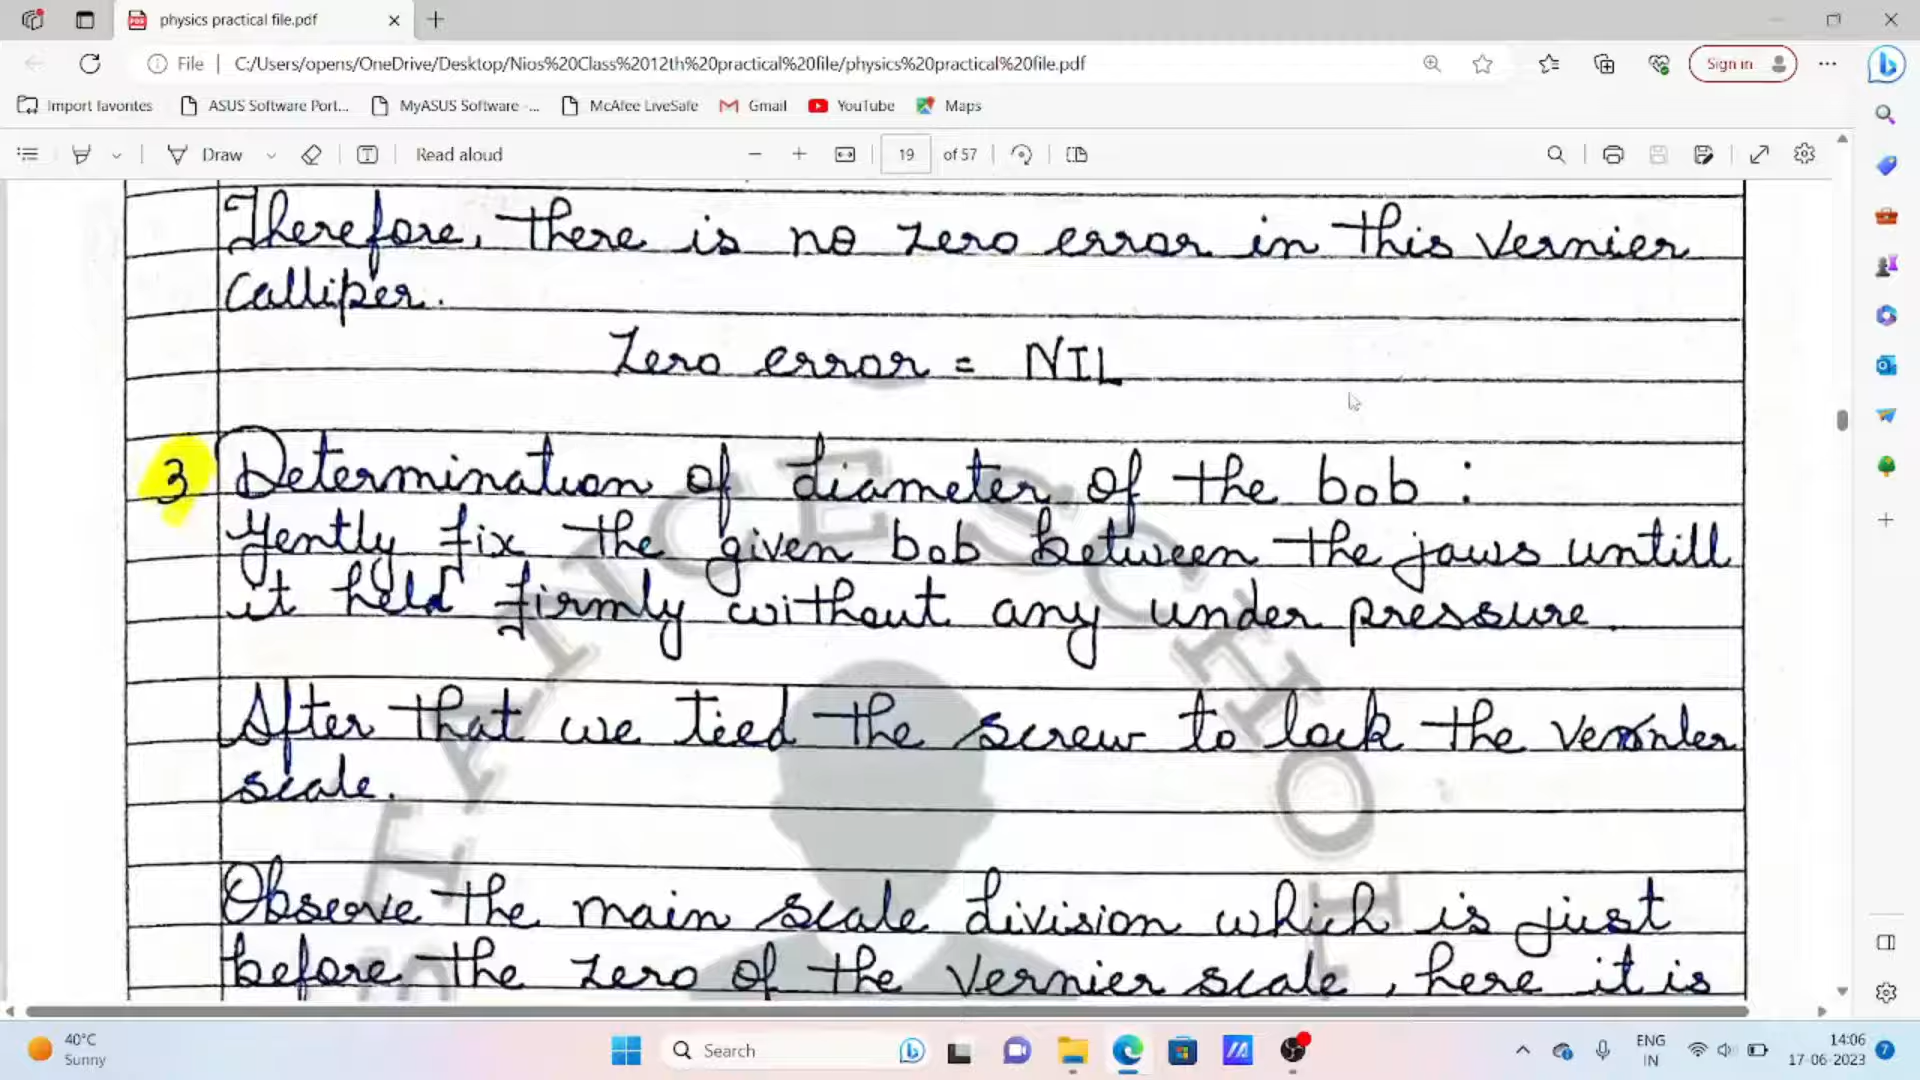 physics practical file.pdf
File
C:/Users/opens/OneDrive/Desktop/Nios%20Class%2012th%20practical%20file/physics%20practical%20file.pdf
Sign in
Import favorites
ASUS Software Port...
MyASUS Software -...
McAfee LiveSafe
Gmail
YouTube
Maps
Draw
Read aloud
19
of 57
Therefore, there is no zero error in this Vernier
Calliper.
Zero error = NIL
3 Determination of diameter of the bob :
Gently fix the given bob between the jaws untill
it held firmly without any under pressure.
After that we tied the screw to lock the vernier
scale.
Observe the main scale division which is just
before the zero of the Vernier scale, here it is
40°C
Sunny
Search
ENG
IN
14:06
17-06-2023
7